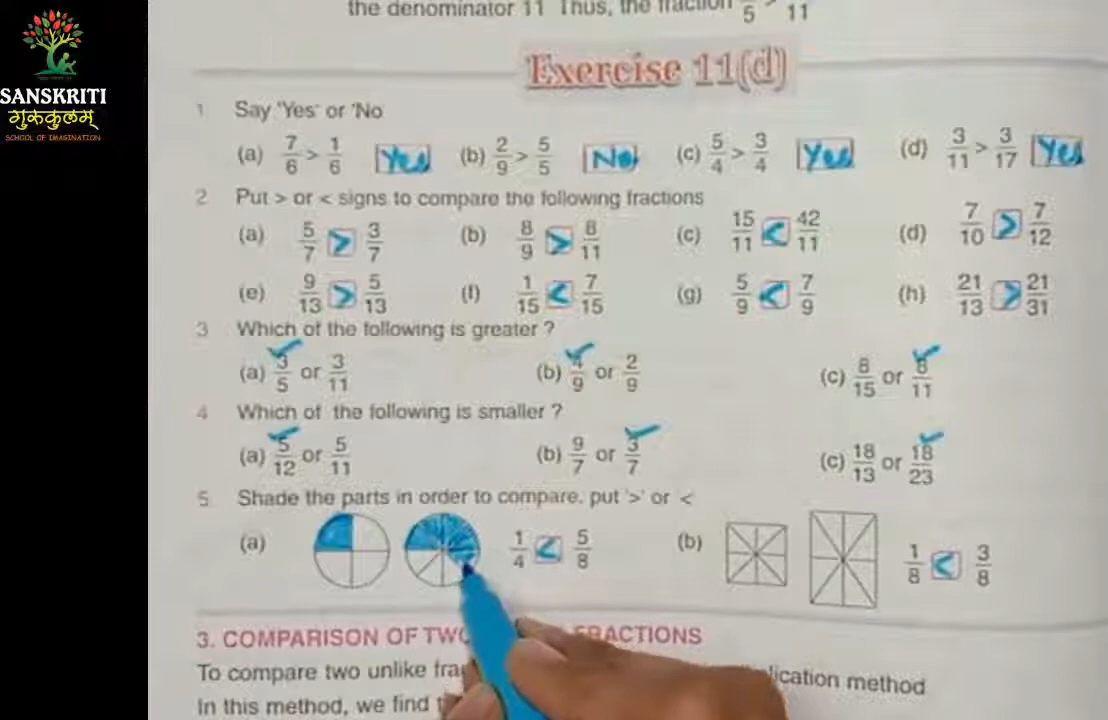 the denominator 11 Thus, the fraction 3/5 > 3/11
SANSKRITI
गुरुकुलम्
SCHOOL OF IMAGINATION
Exercise 11(d)
1 Say 'Yes' or 'No
(a) 7/6 > 1/6 Yes (b) 2/9 > 5/5 No (c) 5/4 > 3/4 Yes (d) 3/11 > 3/17 Yes
2 Put > or < signs to compare the following fractions
(a) 5/7 > 3/7 (b) 8/9 > 8/11 (c) 15/11 < 42/11 (d) 7/10 > 7/12
(e) 9/13 > 5/13 (f) 1/15 < 7/15 (g) 5/9 < 7/9 (h) 21/13 > 21/31
3 Which of the following is greater ?
(a) 3/5 or 3/11 (b) 4/9 or 2/9 (c) 8/15 or 8/11
4 Which of the following is smaller ?
(a) 5/12 or 5/11 (b) 9/7 or 3/7 (c) 18/13 or 18/23
5 Shade the parts in order to compare, put '>' or <
(a) 1/4 < 5/8 (b) 1/8 < 3/8
3. COMPARISON OF TWO FRACTIONS
To compare two unlike method
In this method, we find